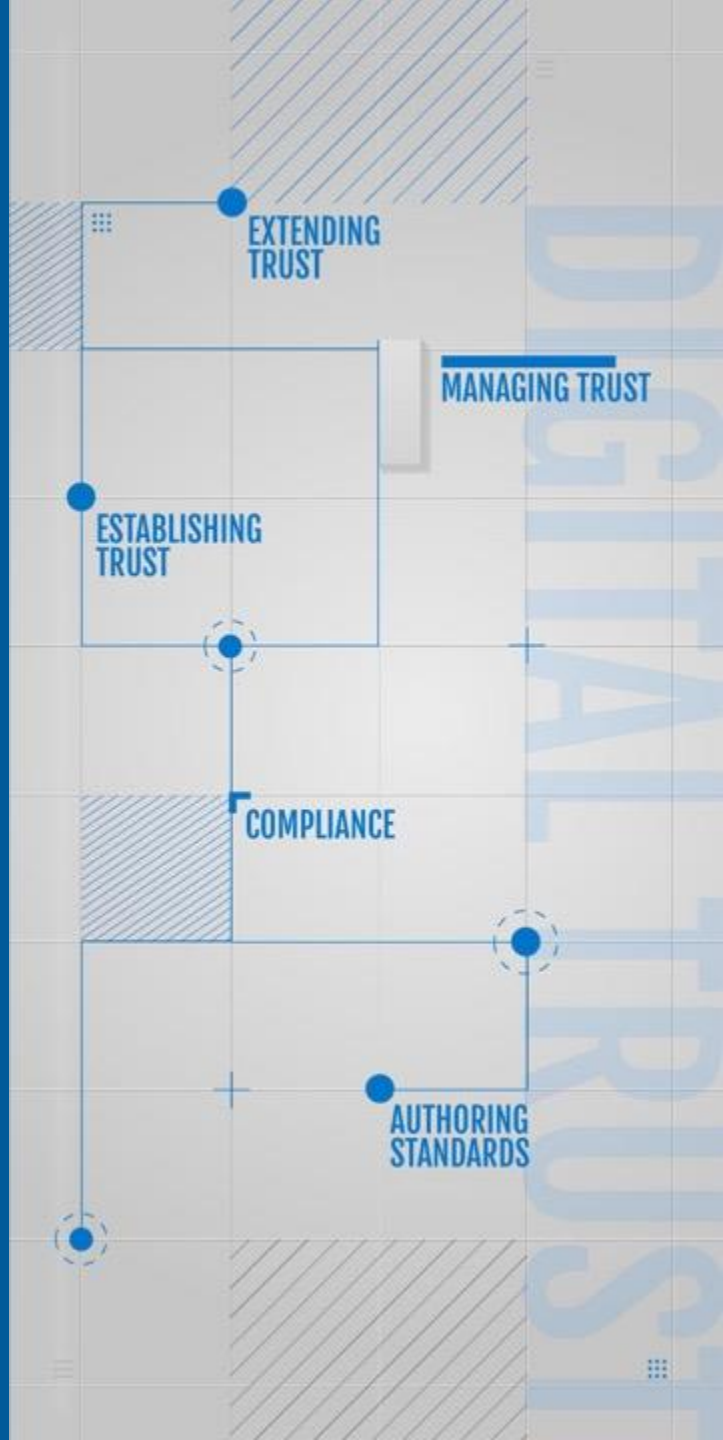 EXTENDING
TRUST
MANAGING TRUST
ESTABLISHING
TRUST
COMPLIANCE
AUTHORING
STANDARDS
DIGITAL TRUST